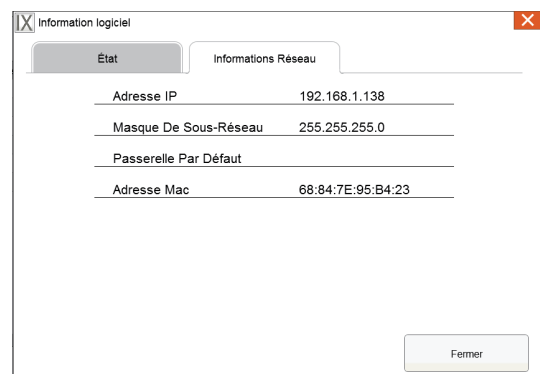 IX Information logiciel
État
Informations Réseau
Adresse IP 192.168.1.138
Masque De Sous-Réseau 255.255.255.0
Passerelle Par Défaut
Adresse Mac 68:84:7E:95:B4:23
Fermer